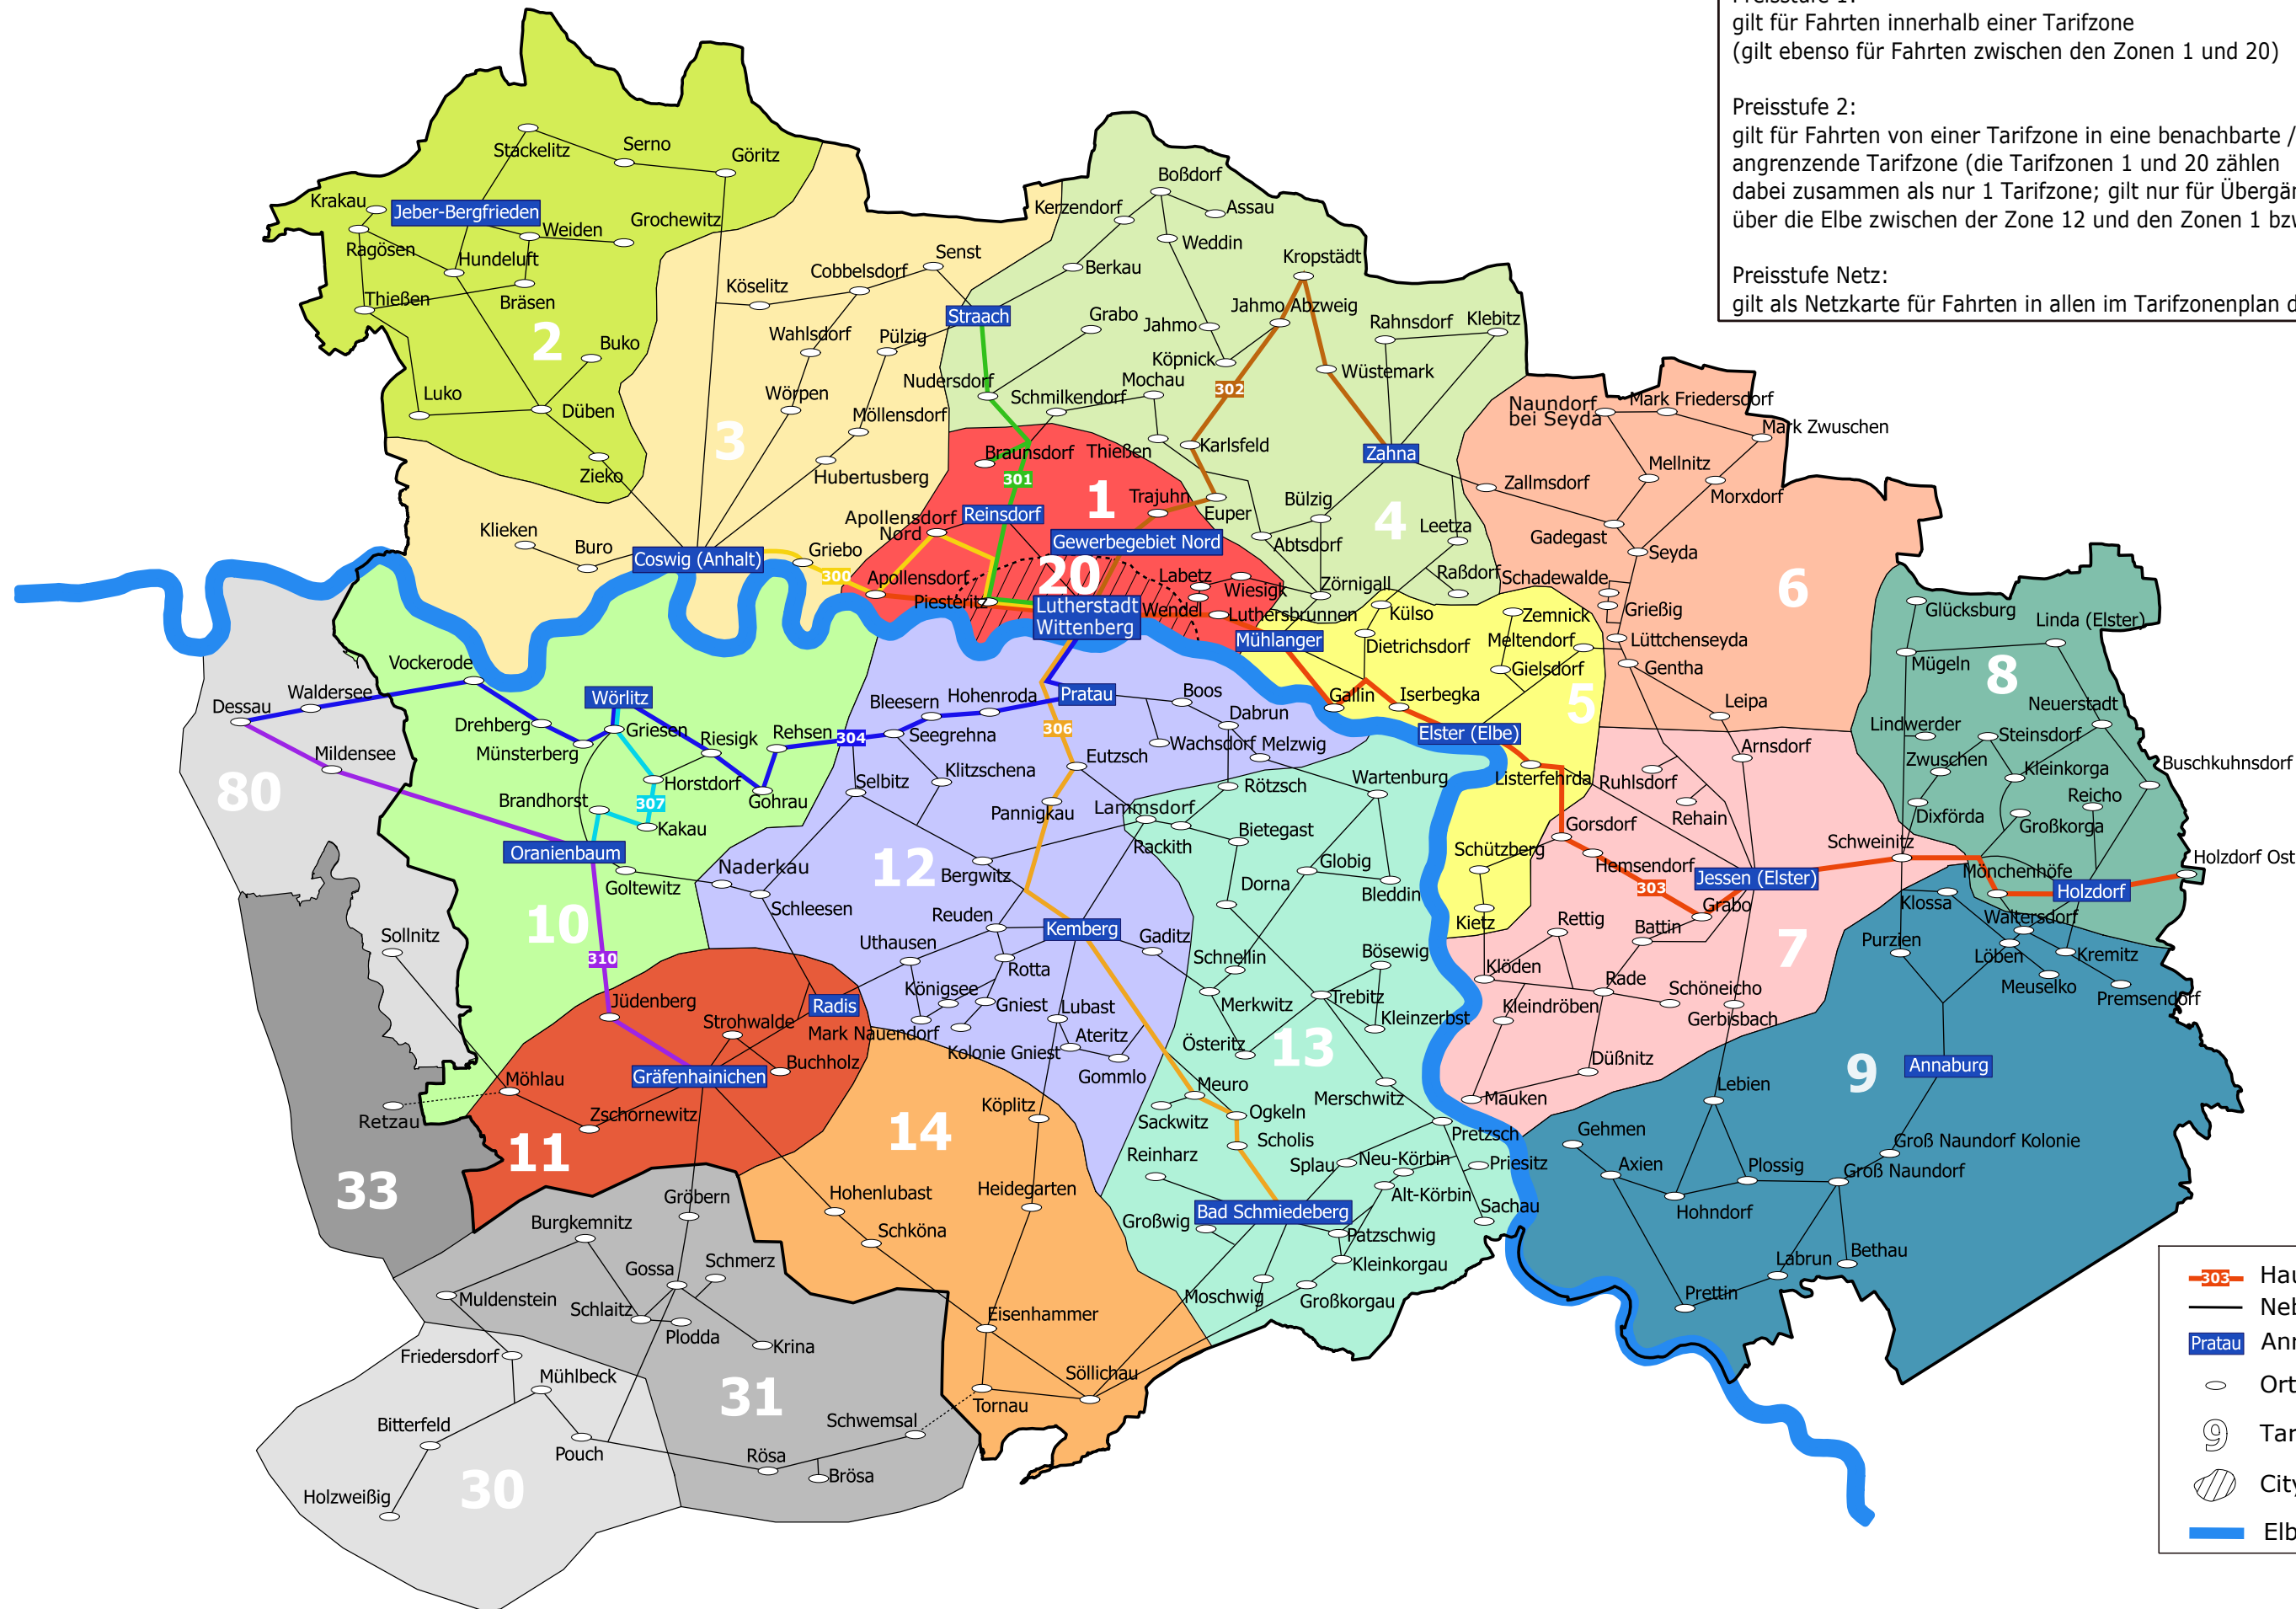 Preisstufe 1:
gilt für Fahrten innerhalb einer Tarifzone
(gilt ebenso für Fahrten zwischen den Zonen 1 und 20)
Preisstufe 2:
gilt für Fahrten von einer Tarifzone in eine benachbarte /
angrenzende Tarifzone (die Tarifzonen 1 und 20 zählen
dabei zusammen als nur 1 Tarifzone; gilt nur für Übergän
über die Elbe zwischen der Zone 12 und den Zonen 1 bzw
Preisstufe Netz:
gilt als Netzkarte für Fahrten in allen im Tarifzonenplan d
Stackelitz
Serno
Göritz
Krakau
Jeber-Bergfrieden
Weiden
Grochewitz
Ragösen
Hundeluft
Thießen
Bräsen
2
Buko
Luko
Düben
Zieko
Senst
Cobbelsdorf
Köselitz
Wahlsdorf
Pülzig
Wörpen
Möllensdorf
3
Hubertusberg
Klieken
Buro
Coswig (Anhalt)
Griebo
300
Boßdorf
Kerzendorf
Assau
Weddin
Berkau
Kropstädt
Straach
Grabo
Jahmo
Jahmo Abzweig
Rahnsdorf
Klebitz
Köpnick
Wüstemark
Nudersdorf
Mochau
302
Schmilkendorf
Karlsfeld
Zahna
Thießen
Braunsdorf
301
1
Trajuhn
Euper
Bülzig
4
Leetza
Reinsdorf
Apollensdorf
Nord
Gewerbegebiet Nord
Abtsdorf
Apollensdorf
20
Labetz
Wiesigk
Zörnigall
Raßdorf
Piesteritz
Lutherstadt
Wittenberg
Wendel
Luthersbrunnen
Mühlanger
Külso
Dietrichsdorf
Zemnick
Meltendorf
Gielsdorf
Gallin
Iserbegka
5
Elster (Elbe)
Listerfehrda
Schützberg
Kietz
Naundorf
bei Seyda
Mark Friedersdorf
Mark Zwuschen
Mellnitz
Zallmsdorf
Morxdorf
Gadegast
Seyda
Schadewalde
6
Grießig
Lüttchenseyda
Gentha
Leipa
Arnsdorf
Ruhlsdorf
Rehain
Gorsdorf
Hemsendorf
303
Jessen (Elster)
Schweinitz
Grabo
Rettig
Battin
7
Klöden
Rade
Schöneicho
Kleindröben
Gerbisbach
Düßnitz
Mauken
Glücksburg
Linda (Elster)
Mügeln
8
Neuerstadt
Lindwerder
Steinsdorf
Zwuschen
Kleinkorga
Buschkuhnsdorf
Reicho
Dixförda
Großkorga
Holzdorf Ost
Mönchenhöfe
Holzdorf
Klossa
Waltersdorf
Purzien
Löben
Kremitz
Meuselko
Premsendorf
9
Annaburg
Lebien
Gehmen
Groß Naundorf Kolonie
Axien
Plossig
Groß Naundorf
Hohndorf
Labrun
Bethau
Prettin
Vockerode
Waldersee
Dessau
Mildensee
80
Wörlitz
Drehberg
Münsterberg
Griesen
Riesigk
Rehsen
304
Horstdorf
Gohrau
Brandhorst
307
Kakau
Oranienbaum
Goltewitz
10
310
Sollnitz
Retzau
33
Bleesern
Hohenroda
Pratau
Boos
306
Dabrun
Seegrehna
Wachsdorf
Melzwig
Eutzsch
Klitzschena
Selbitz
Pannigkau
Lammsdorf
Rackith
12
Bergwitz
Naderkau
Schleesen
Reuden
Kemberg
Gaditz
Uthausen
Rotta
Königsee
Gniest
Lubast
Kolonie Gniest
Ateritz
Gommlo
Rötzsch
Wartenburg
Bietegast
Globig
Dorna
Bleddin
Schnellin
Bösewig
Merkwitz
Trebitz
Kleinzerbst
Österitz
13
Meuro
Merschwitz
Sackwitz
Ogkeln
Scholis
Pretzsch
Reinharz
Splau
Neu-Körbin
Priesitz
Alt-Körbin
Großwig
Bad Schmiedeberg
Sachau
Patzschwig
Kleinkorgau
Moschwig
Großkorgau
Jüdenberg
Radis
Strohwalde
Mark Nauendorf
Gräfenhainichen
Buchholz
Möhlau
Zschornewitz
11
14
Köplitz
Heidegarten
Hohenlubast
Schköna
Eisenhammer
Söllichau
Tornau
Gröbern
Burgkemnitz
Gossa
Schmerz
Muldenstein
Schlaitz
Plodda
Krina
31
Schwemsal
Rösa
Brösa
Friedersdorf
Mühlbeck
Bitterfeld
Pouch
30
Holzweißig
303 Hau
Neb
Pratau Ann
Ort
9 Tar
City
Elb